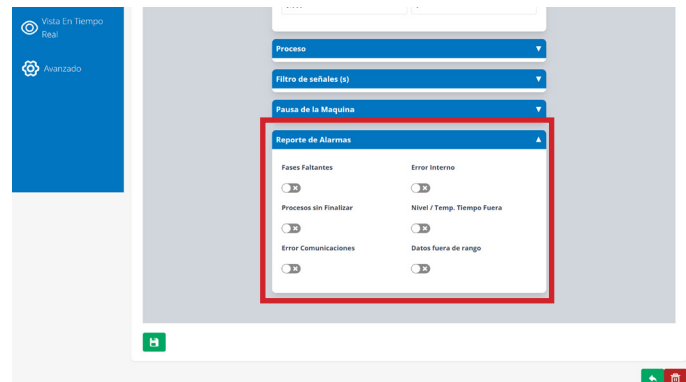 Vista En Tiempo
Real
Avanzado
Proceso
Filtro de señales (s)
Pausa de la Maquina
Reporte de Alarmas
Fases Faltantes
Error Interno
Procesos sin Finalizar
Nivel / Temp. Tiempo Fuera
Error Comunicaciones
Datos fuera de rango